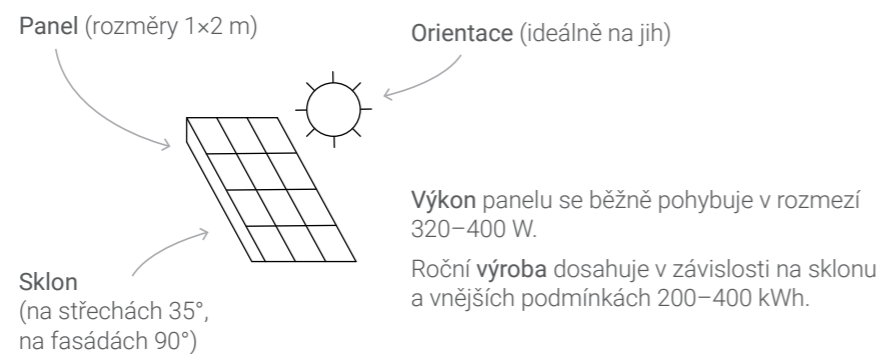 Panel (rozměry 1×2 m)
Orientace (ideálně na jih)
Výkon panelu se běžně pohybuje v rozmezí
320–400 W.
Roční výroba dosahuje v závislosti na sklonu
a vnějších podmínkách 200–400 kWh.
Sklon
(na střechách 35°,
na fasádách 90°)